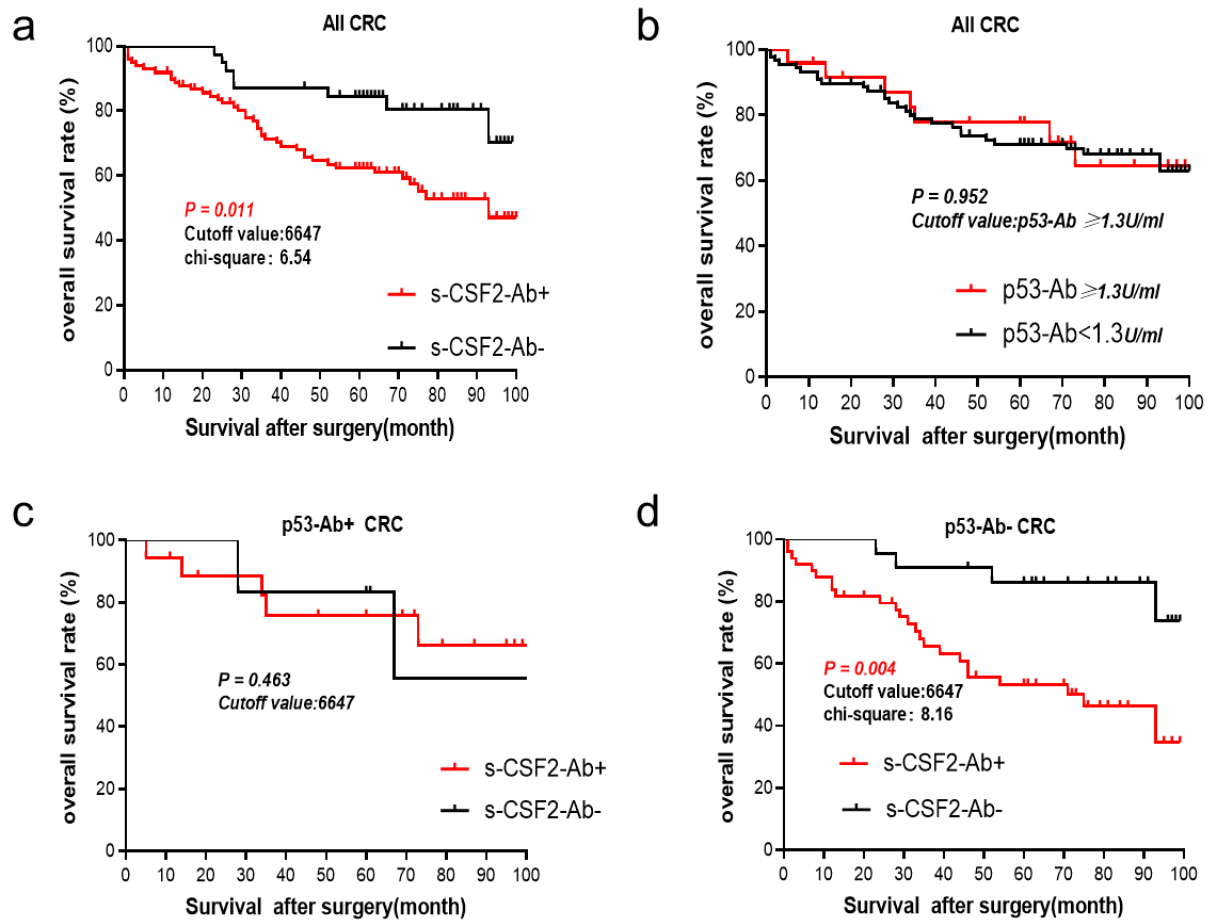 a
All CRC
overall survival rate (%)
100
80
60
40
20
0
P = 0.011
Cutoff value:6647
chi-square: 6.54
s-CSF2-Ab+
s-CSF2-Ab-
0 10 20 30 40 50 60 70 80 90 100
Survival after surgery(month)
b
All CRC
overall survival rate (%)
100
80
60
40
20
0
P = 0.952
Cutoff value:p53-Ab ⩾1.3U/ml
p53-Ab ⩾1.3U/ml
p53-Ab<1.3U/ml
0 10 20 30 40 50 60 70 80 90 100
Survival after surgery(month)
c
p53-Ab+ CRC
overall survival rate (%)
100
80
60
40
20
0
P = 0.463
Cutoff value:6647
s-CSF2-Ab+
s-CSF2-Ab-
0 10 20 30 40 50 60 70 80 90 100
Survival after surgery(month)
d
p53-Ab- CRC
overall survival rate (%)
100
80
60
40
20
0
P = 0.004
Cutoff value:6647
chi-square: 8.16
s-CSF2-Ab+
s-CSF2-Ab-
0 10 20 30 40 50 60 70 80 90 100
Survival after surgery(month)